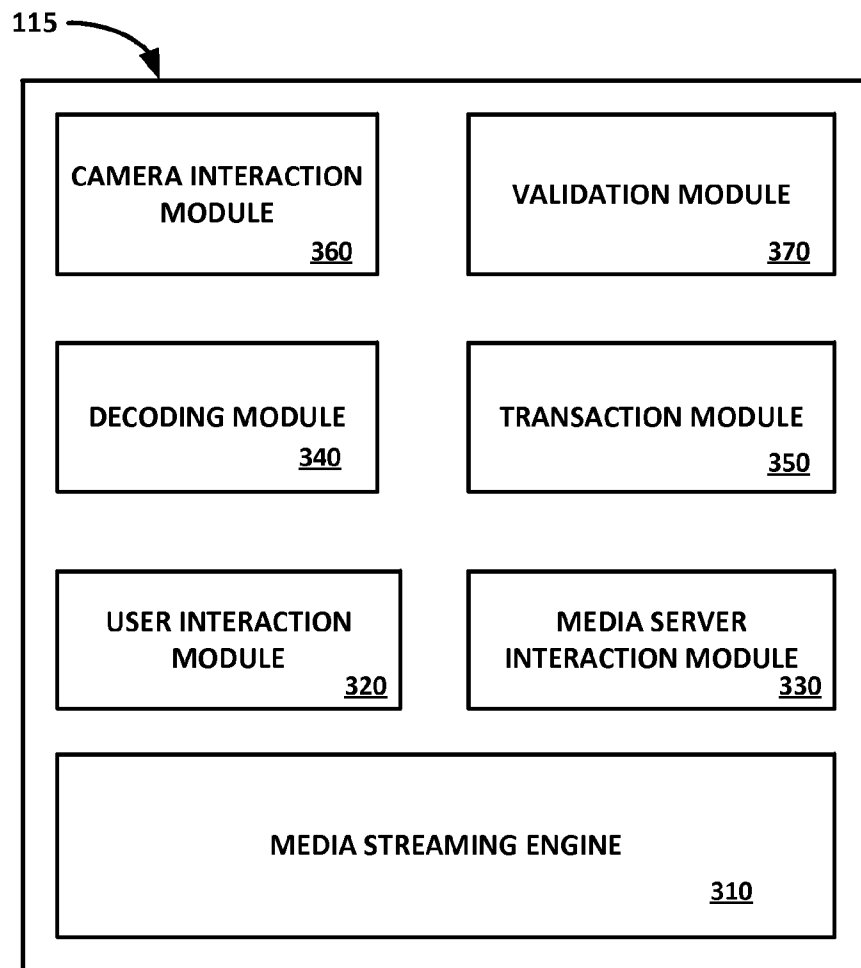 115
CAMERA INTERACTION
MODULE
360
VALIDATION MODULE
370
DECODING MODULE
340
TRANSACTION MODULE
350
USER INTERACTION
MODULE
320
MEDIA SERVER
INTERACTION MODULE
330
MEDIA STREAMING ENGINE
310